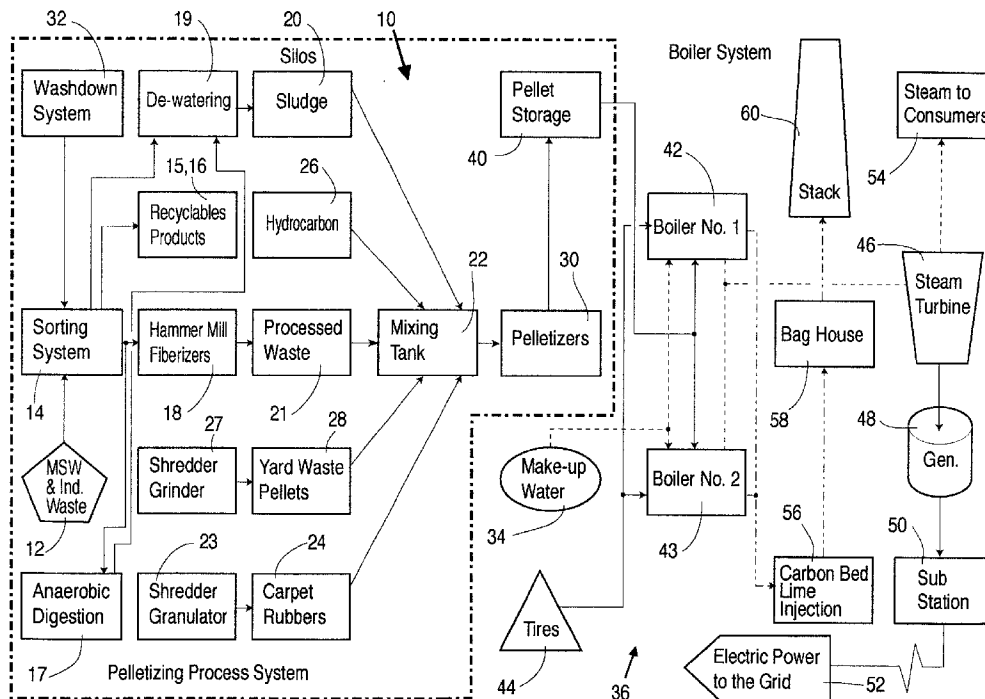 32
19
20
10
Silos
Boiler System
Washdown
System
De-watering
Sludge
Pellet
Storage
40
60
Stack
Steam to
Consumers
54
15,16
26
42
Recyclables
Products
Hydrocarbon
Boiler No. 1
46
22
30
Steam
Turbine
Sorting
System
14
Hammer Mill
Fiberizers
18
Processed
Waste
21
Mixing
Tank
Pelletizers
Bag House
58
27
28
48
Gen.
MSW
& Ind.
Waste
12
Shredder
Grinder
Yard Waste
Pellets
Make-up
Water
34
Boiler No. 2
43
23
24
56
50
Anaerobic
Digestion
17
Shredder
Granulator
Carpet
Rubbers
Tires
44
Carbon Bed
Lime
Injection
Sub
Station
Pelletizing Process System
36
Electric Power
to the Grid
52